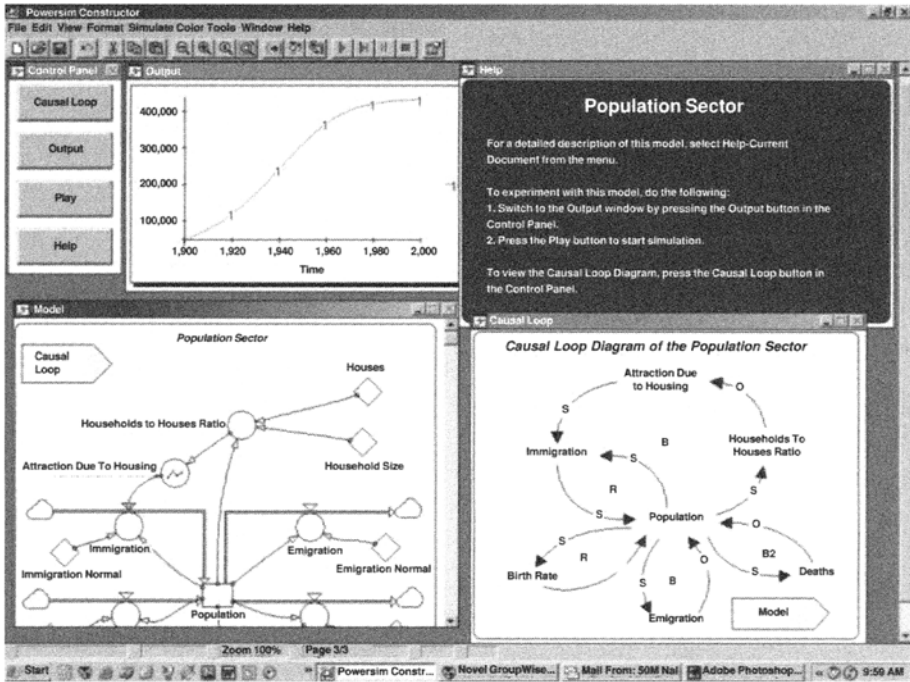 Powersim Constructor
File Edit View Format Simulate Color Tools Window Help
Control Panel
Causal Loop
Output
Play
Help
Output
400,000
300,000
200,000
100,000
1
1
1
1
1
1
1,900
1,920
1,940
1,960
1,980
2,000
Time
Help
Population Sector
For a detailed description of this model, select Help-Current
Document from the menu.
To experiment with this model, do the following:
1. Switch to the Output window by pressing the Output button in the
Control Panel.
2. Press the Play button to start simulation.
To view the Causal Loop Diagram, press the Causal Loop button in
the Control Panel.
Model
Population Sector
Causal
Loop
Houses
Households to Houses Ratio
Household Size
Attraction Due To Housing
Immigration
Emigration
Immigration Normal
Emigration Normal
Population
Causal Loop
Causal Loop Diagram of the Population Sector
Attraction Due
to Housing
S
O
B
Immigration
Households To
Houses Ratio
S
R
S
S
Population
S
O
R
B2
Birth Rate
S
B
O
S
Deaths
Emigration
Model
Zoom 100%
Page 3/3
Start
Powersim Constr...
Novel GroupWise...
Mail From: 50M Nal
Adobe Photoshop...
9:59 AM